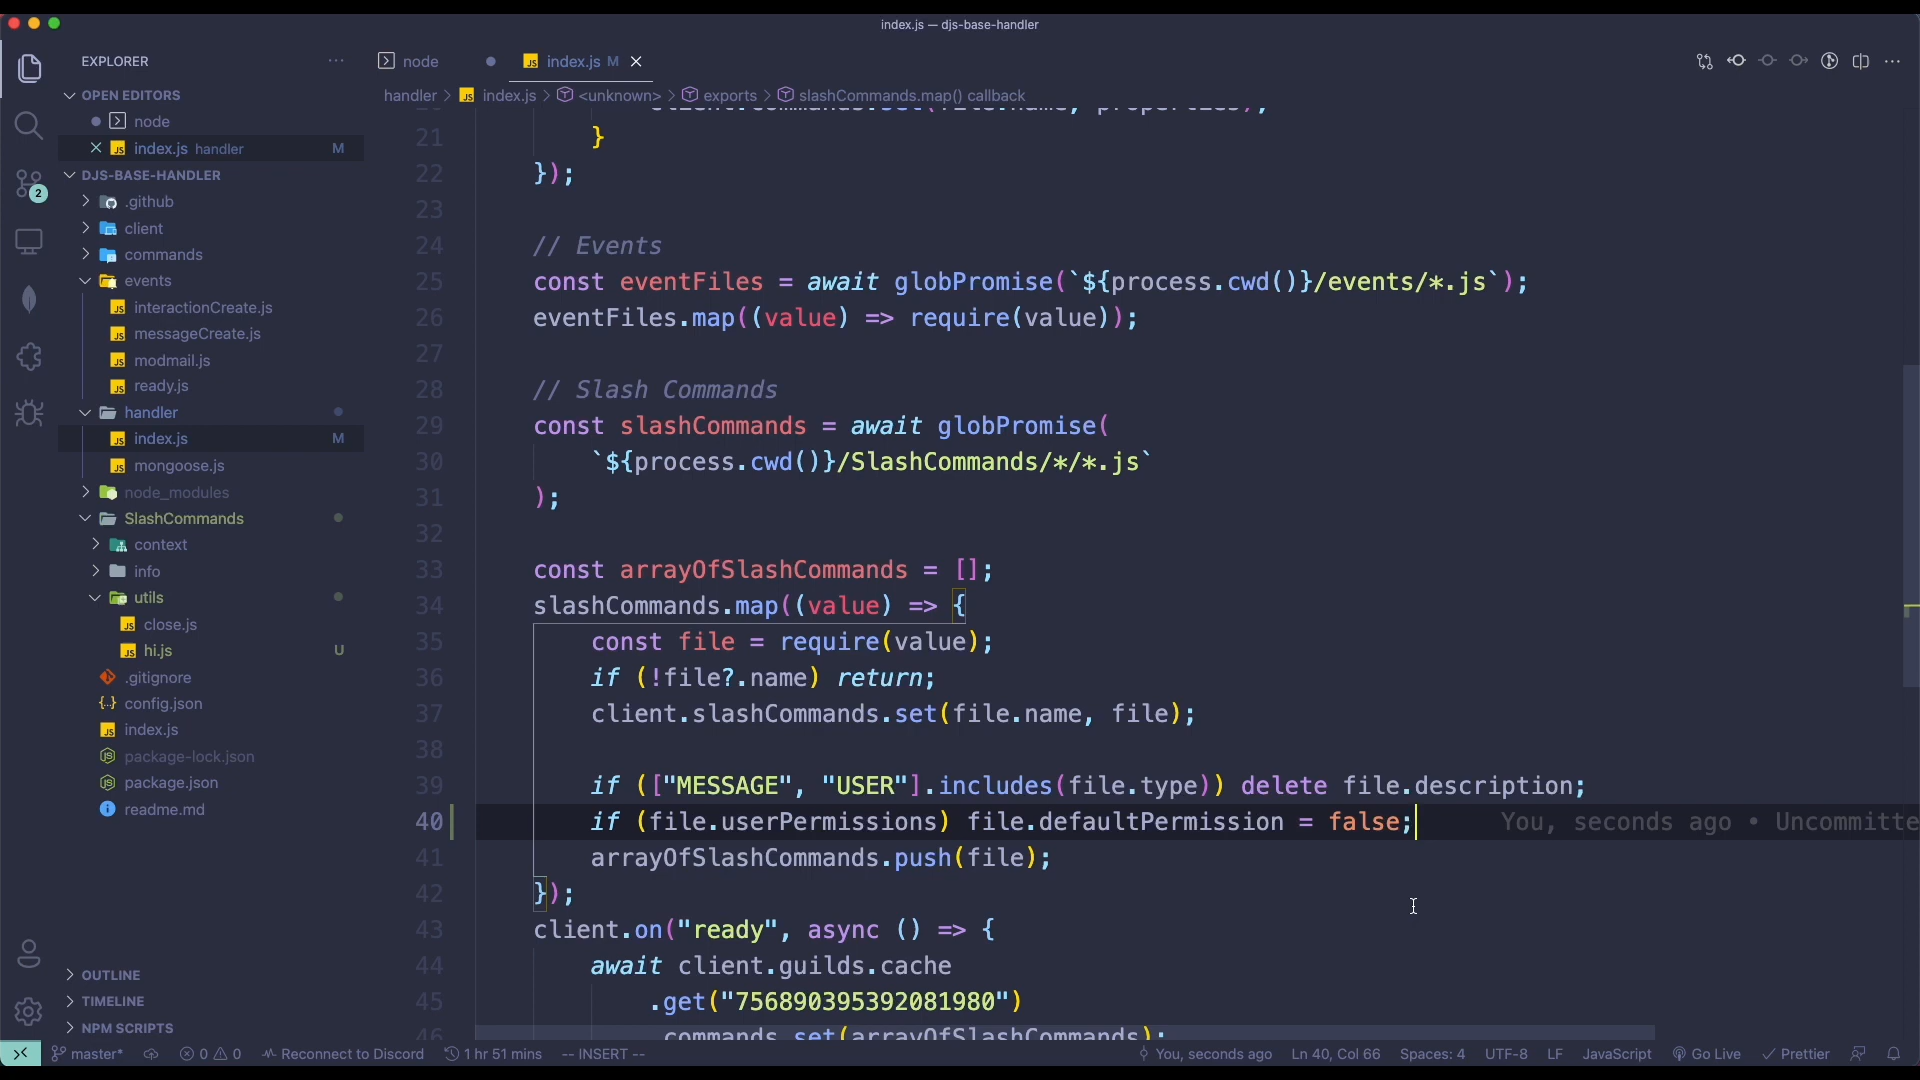 index.js — djs-base-handler
EXPLORER
node
index.js M
OPEN EDITORS
handler > index.js > <unknown> > exports > slashCommands.map() callback
node
index.js handler M
DJS-BASE-HANDLER
.github
client
commands
events
interactionCreate.js
messageCreate.js
modmail.js
ready.js
handler
index.js M
mongoose.js
node_modules
SlashCommands
context
info
utils
close.js
hi.js U
.gitignore
config.json
index.js
package-lock.json
package.json
readme.md
OUTLINE
TIMELINE
NPM SCRIPTS
21 }
22 });
23
24 // Events
25 const eventFiles = await globPromise(`${process.cwd()}/events/*.js`);
26 eventFiles.map((value) => require(value));
27
28 // Slash Commands
29 const slashCommands = await globPromise(
30 `${process.cwd()}/SlashCommands/*/*.js`
31 );
32
33 const arrayOfSlashCommands = [];
34 slashCommands.map((value) => {
35 const file = require(value);
36 if (!file?.name) return;
37 client.slashCommands.set(file.name, file);
38
39 if (["MESSAGE", "USER"].includes(file.type)) delete file.description;
40 if (file.userPermissions) file.defaultPermission = false; You, seconds ago • Uncommitte
41 arrayOfSlashCommands.push(file);
42 });
43 client.on("ready", async () => {
44 await client.guilds.cache
45 .get("756890395392081980")
46 .commands.set(arrayOfSlashCommands);
2
master* 0 0 Reconnect to Discord 1 hr 51 mins -- INSERT -- You, seconds ago Ln 40, Col 66 Spaces: 4 UTF-8 LF JavaScript Go Live Prettier